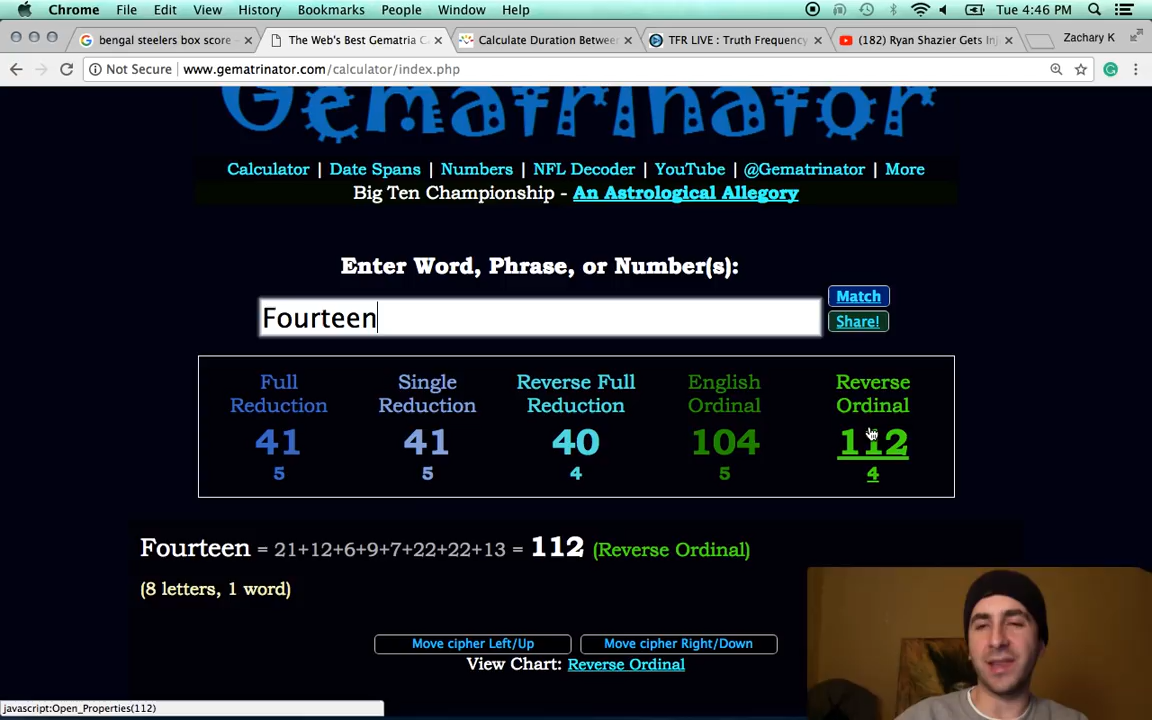 Chrome File Edit View History Bookmarks People Window Help Tue 4:46 PM
bengal steelers box score - The Web's Best Gematria C Calculate Duration Betwee TFR LIVE : Truth Frequency (182) Ryan Shazier Gets Inj Zachary K
Not Secure www.gematrinator.com/calculator/index.php
Gematrinator
Calculator | Date Spans | Numbers | NFL Decoder | YouTube | @Gematrinator | More
Big Ten Championship - An Astrological Allegory
Enter Word, Phrase, or Number(s):
Match
Fourteen
Share!
Full Single Reverse Full English Reverse
Reduction Reduction Reduction Ordinal Ordinal
41 41 40 104 112
5 5 4 5 4
Fourteen = 21+12+6+9+7+22+22+13 = 112 (Reverse Ordinal)
(8 letters, 1 word)
Move cipher Left/Up Move cipher Right/Down
View Chart: Reverse Ordinal
javascript:Open_Properties(112)